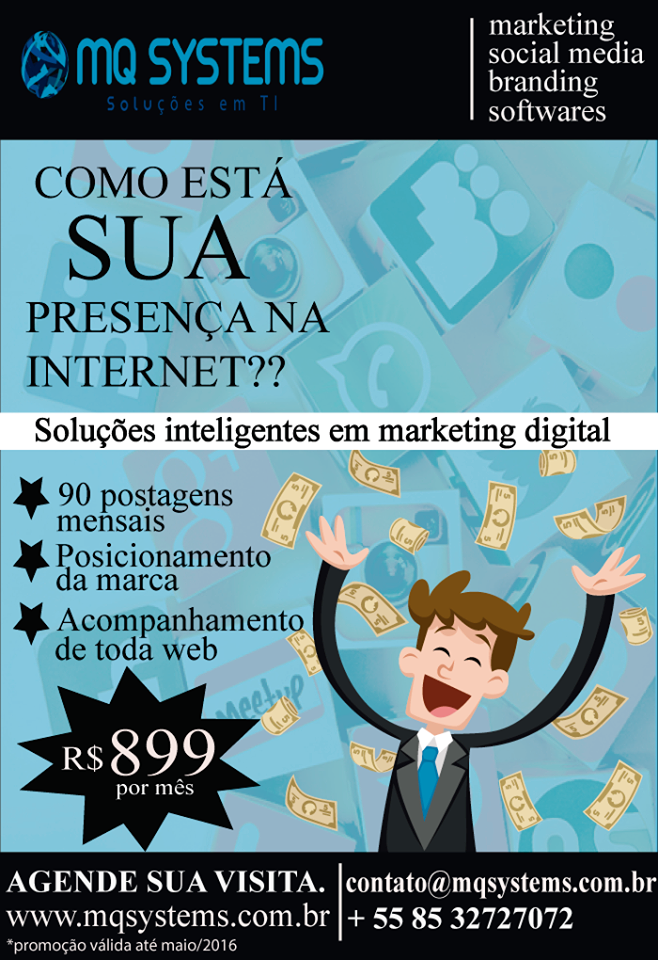 MQ SYSTEMS
Soluções em TI
marketing
social media
branding
softwares
COMO ESTÁ
SUA
PRESENÇA NA
INTERNET??
Soluções inteligentes em marketing digital
90 postagens
mensais
Posicionamento
da marca
Acompanhamento
de toda web
Meetup
R$ 899
por mês
AGENDE SUA VISITA.
www.mqsystems.com.br
*promoção válida até maio/2016
contato@mqsystems.com.br
+ 55 85 32727072